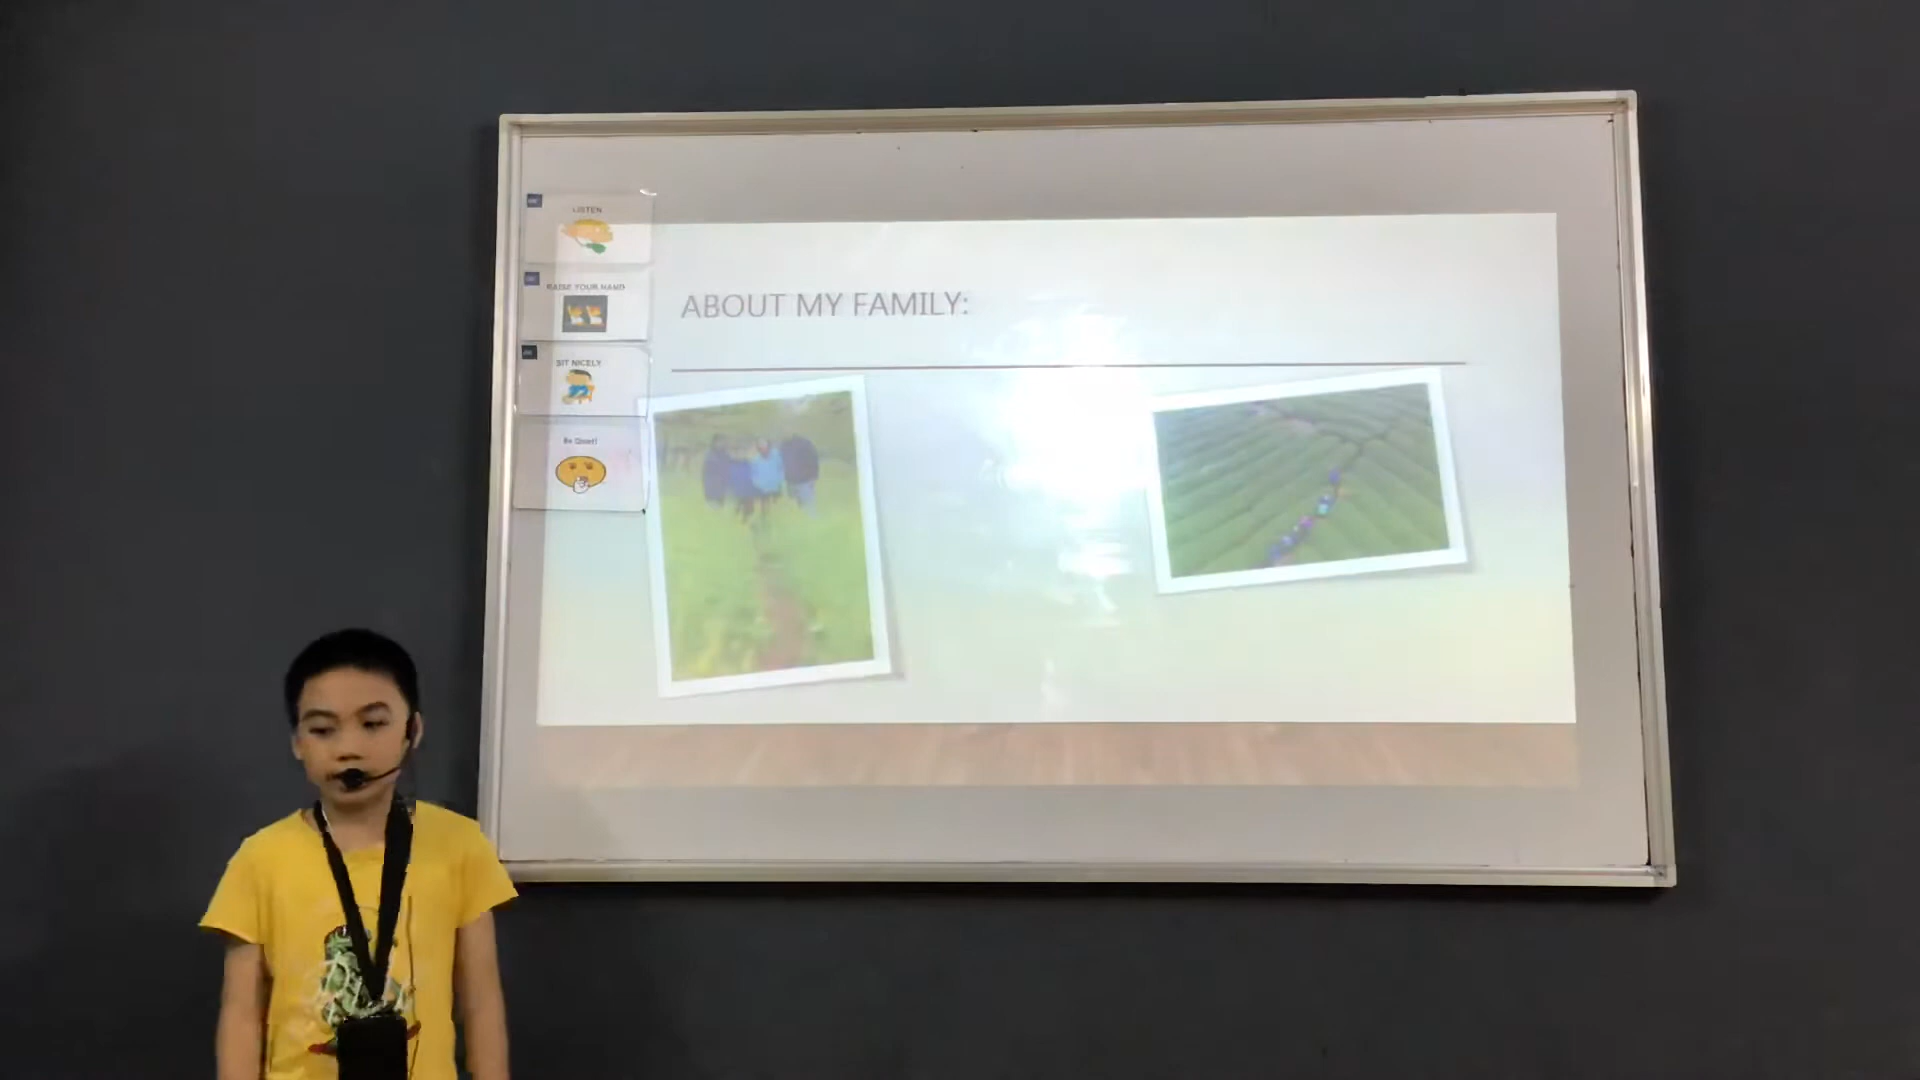 LISTEN
RAISE YOUR HAND
SIT NICELY
Be Quiet!
ABOUT MY FAMILY: